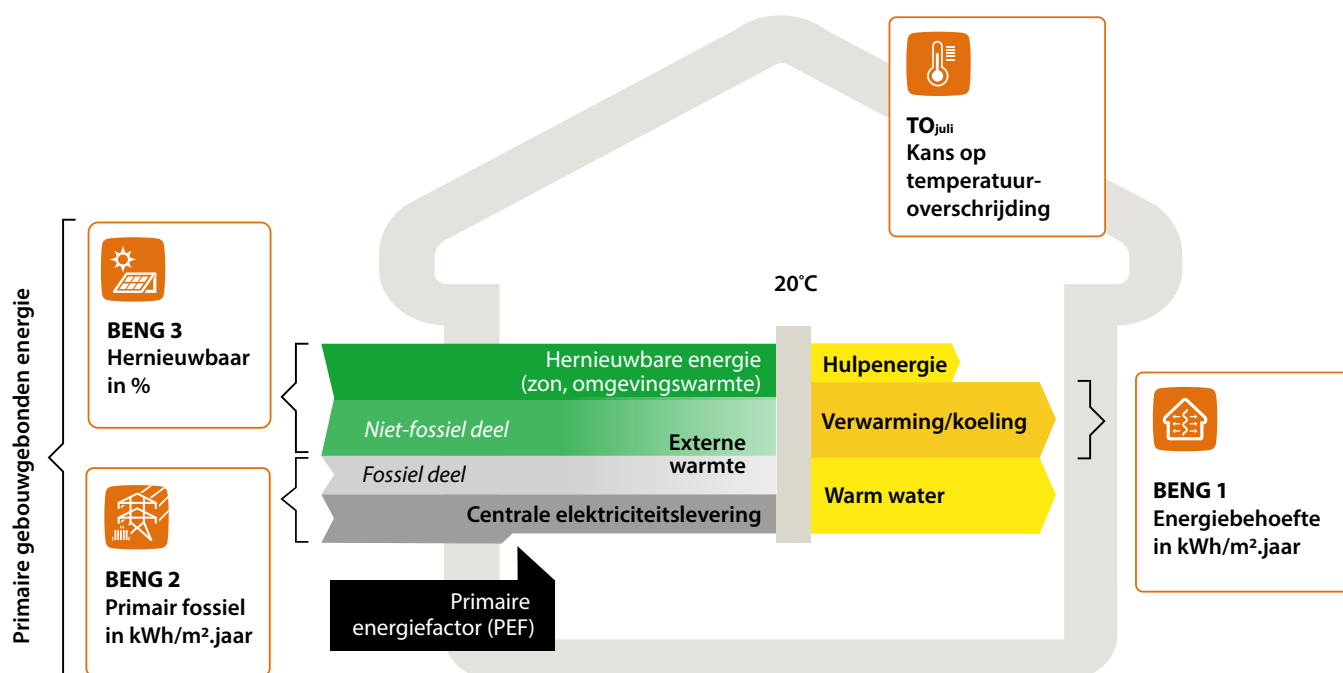 TOjuli
Kans op
temperatuur-
overschrijding
Primaire gebouwgebonden energie
BENG 3
Hernieuwbaar
in %
BENG 2
Primair fossiel
in kWh/m².jaar
20°C
Hernieuwbare energie
(zon, omgevingswarmte)
Niet-fossiel deel
Externe
warmte
Fossiel deel
Centrale elektriciteitslevering
Primaire
energiefactor (PEF)
Hulpenergie
Verwarming/koeling
Warm water
BENG 1
Energiebehoefte
in kWh/m².jaar